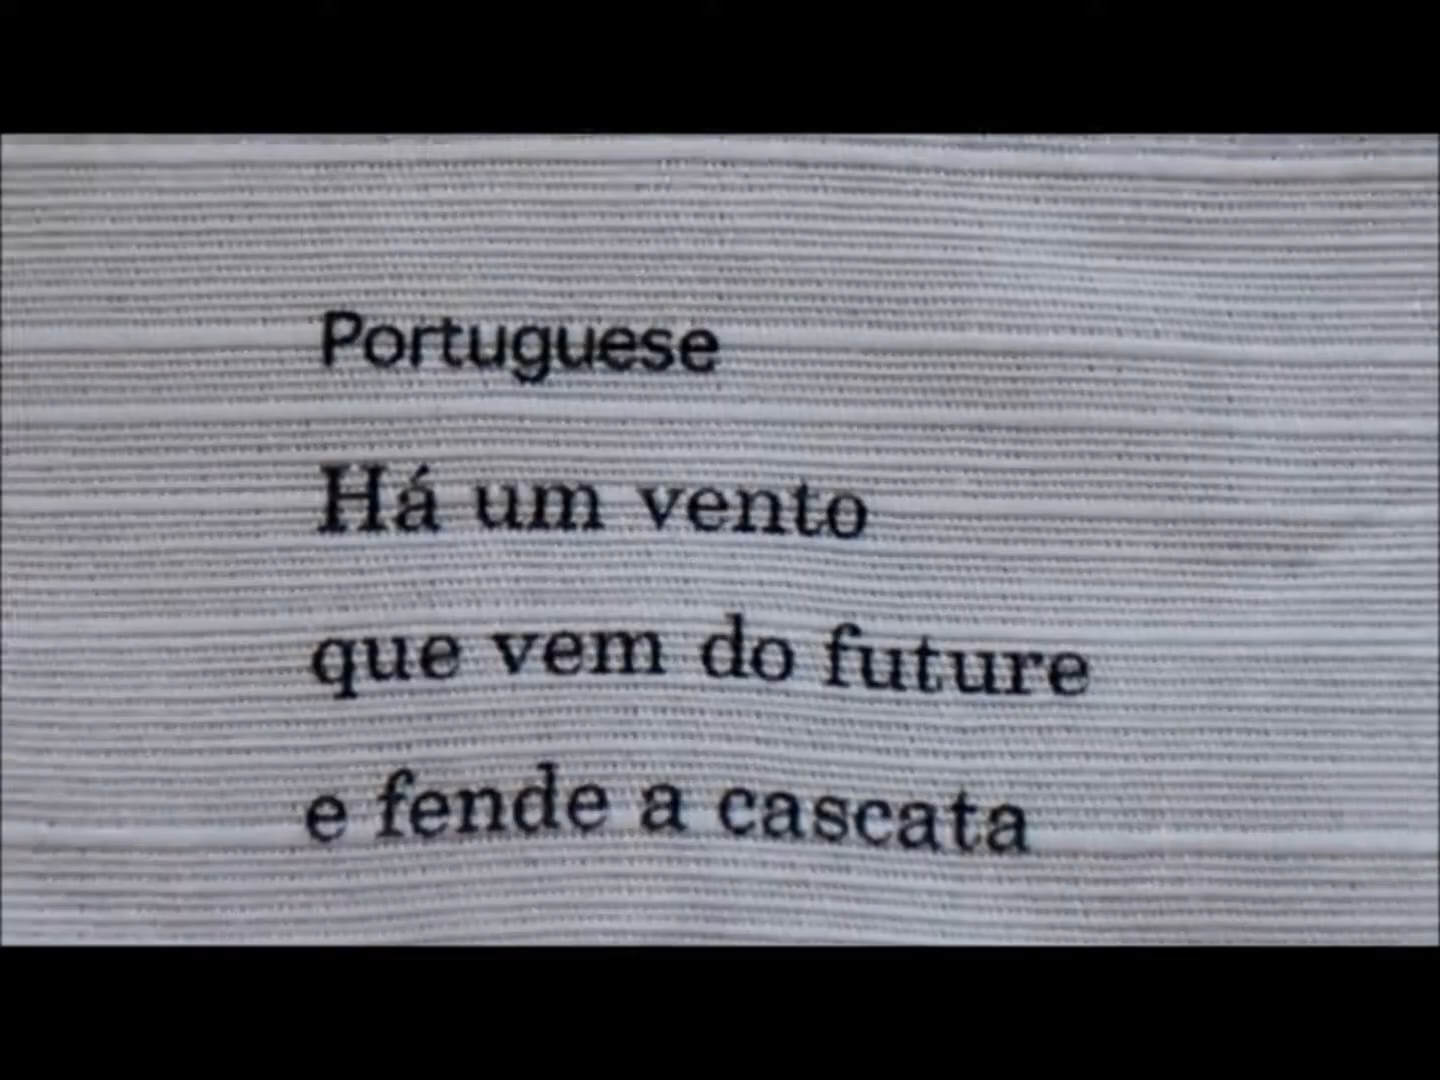 Portuguese
Há um vento
que vem do future
e fende a cascata